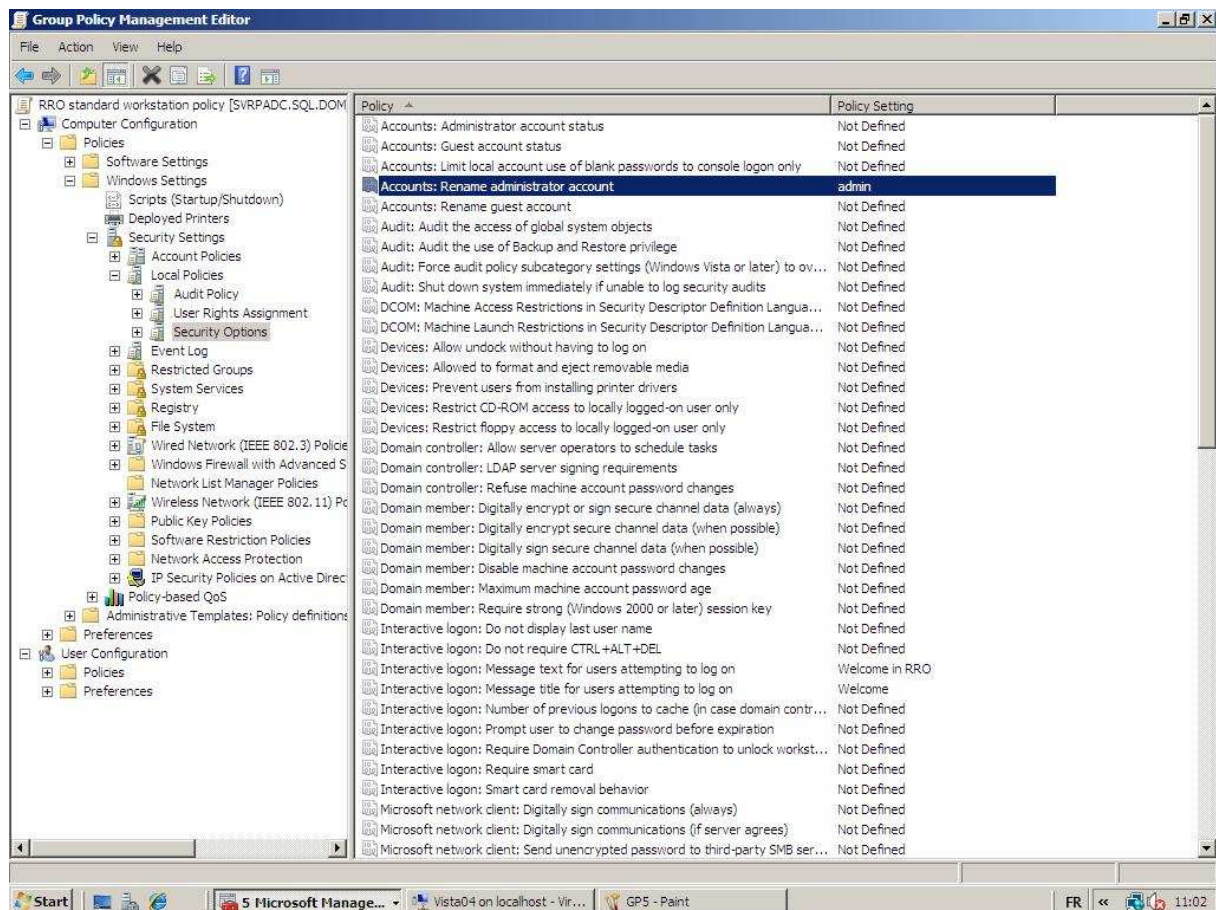 Group Policy Management Editor
File Action View Help
RRO standard workstation policy [SVRPADC.SQL.DOM
Computer Configuration
Policies
Software Settings
Windows Settings
Scripts (Startup/Shutdown)
Deployed Printers
Security Settings
Account Policies
Local Policies
Audit Policy
User Rights Assignment
Security Options
Event Log
Restricted Groups
System Services
Registry
File System
Wired Network (IEEE 802.3) Policie
Windows Firewall with Advanced S
Network List Manager Policies
Wireless Network (IEEE 802.11) Po
Public Key Policies
Software Restriction Policies
Network Access Protection
IP Security Policies on Active Direc
Policy-based QoS
Administrative Templates: Policy definitions
Preferences
User Configuration
Policies
Preferences
Policy Policy Setting
Accounts: Administrator account status Not Defined
Accounts: Guest account status Not Defined
Accounts: Limit local account use of blank passwords to console logon only Not Defined
Accounts: Rename administrator account admin
Accounts: Rename guest account Not Defined
Audit: Audit the access of global system objects Not Defined
Audit: Audit the use of Backup and Restore privilege Not Defined
Audit: Force audit policy subcategory settings (Windows Vista or later) to ov... Not Defined
Audit: Shut down system immediately if unable to log security audits Not Defined
DCOM: Machine Access Restrictions in Security Descriptor Definition Langua... Not Defined
DCOM: Machine Launch Restrictions in Security Descriptor Definition Langua... Not Defined
Devices: Allow undock without having to log on Not Defined
Devices: Allowed to format and eject removable media Not Defined
Devices: Prevent users from installing printer drivers Not Defined
Devices: Restrict CD-ROM access to locally logged-on user only Not Defined
Devices: Restrict floppy access to locally logged-on user only Not Defined
Domain controller: Allow server operators to schedule tasks Not Defined
Domain controller: LDAP server signing requirements Not Defined
Domain controller: Refuse machine account password changes Not Defined
Domain member: Digitally encrypt or sign secure channel data (always) Not Defined
Domain member: Digitally encrypt secure channel data (when possible) Not Defined
Domain member: Digitally sign secure channel data (when possible) Not Defined
Domain member: Disable machine account password changes Not Defined
Domain member: Maximum machine account password age Not Defined
Domain member: Require strong (Windows 2000 or later) session key Not Defined
Interactive logon: Do not display last user name Not Defined
Interactive logon: Do not require CTRL+ALT+DEL Not Defined
Interactive logon: Message text for users attempting to log on Welcome in RRO
Interactive logon: Message title for users attempting to log on Welcome
Interactive logon: Number of previous logons to cache (in case domain contr... Not Defined
Interactive logon: Prompt user to change password before expiration Not Defined
Interactive logon: Require Domain Controller authentication to unlock workst... Not Defined
Interactive logon: Require smart card Not Defined
Interactive logon: Smart card removal behavior Not Defined
Microsoft network client: Digitally sign communications (always) Not Defined
Microsoft network client: Digitally sign communications (if server agrees) Not Defined
Microsoft network client: Send unencrypted password to third-party SMB ser... Not Defined
Start 5 Microsoft Manage... Vista04 on localhost - Vir... GP5 - Paint FR « 11:02